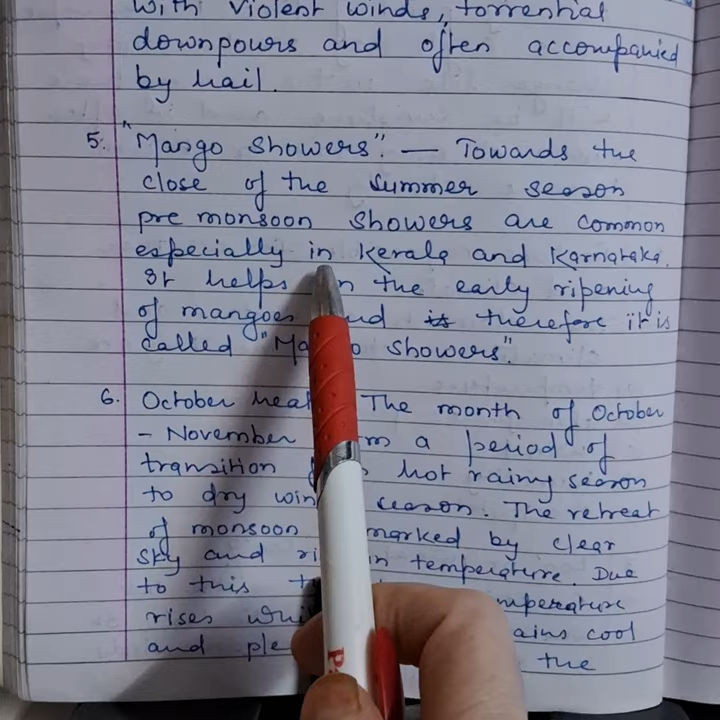 with violent winds, torrential
downpours and often accompanied
by hail.
5. "Mango Showers". — Towards the
close of the summer season
pre monsoon showers are common
especially in Kerala and Karnataka.
It helps in the early ripening
of mangoes and is therefore it is
called "Mango showers".
6. October heat The month of October
- November a period of
transition hot rainy season
to dry season. The retreat
of monsoon marked by clear
sky and in temperature. Due
to this
rises cool
and the